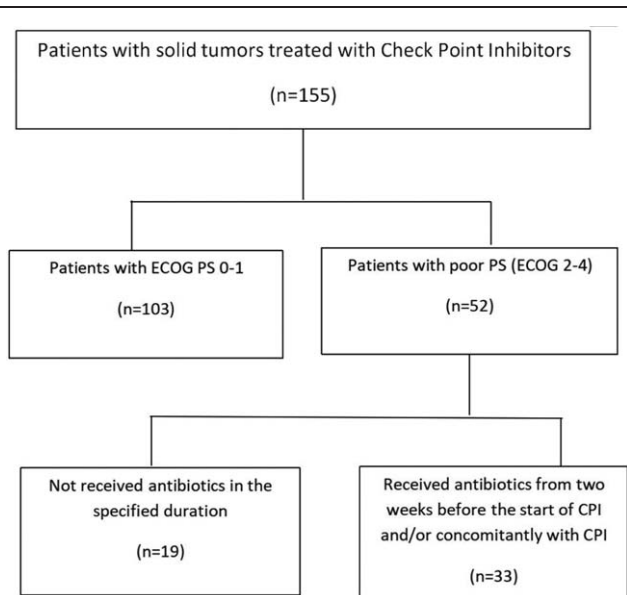 Patients with solid tumors treated with Check Point Inhibitors
(n=155)
Patients with ECOG PS 0-1
(n=103)
Patients with poor PS (ECOG 2-4)
(n=52)
Not received antibiotics in the
specified duration
(n=19)
Received antibiotics from two
weeks before the start of CPI
and/or concomitantly with CPI
(n=33)